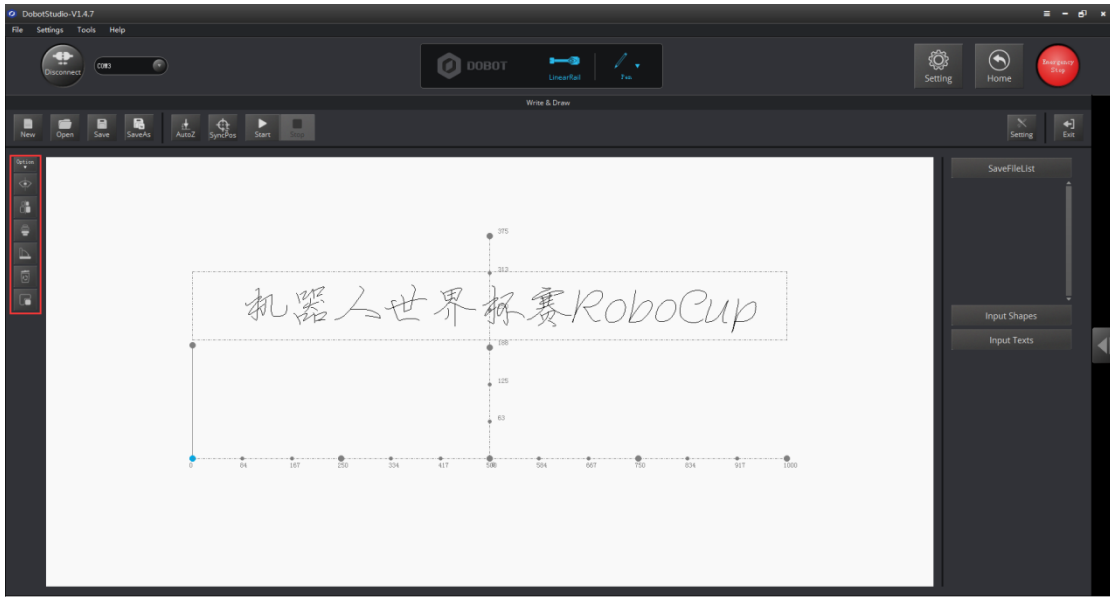 DobotStudio-V1.4.7
File Settings Tools Help
Disconnect COM3 DOBOT LinearRail Pen Setting Home Emergency Stop
Write & Draw
New Open Save SaveAs AutoZ SyncPos Start Stop Setting Exit
Option
SaveFileList
375
313
机器人世界杯赛RoboCup
Input Shapes
188
Input Texts
125
63
0 84 167 250 334 417 500 584 667 750 834 917 1000